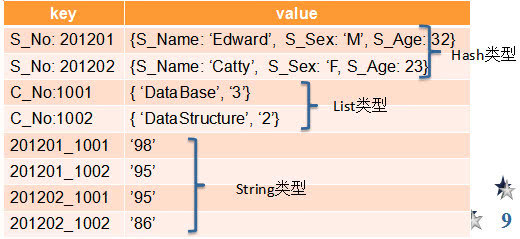 key value
S_No: 201201 {S_Name: ‘Edward’, S_Sex: ‘M’, S_Age: 32}
S_No: 201202 {S_Name: ‘Catty’, S_Sex: ‘F, S_Age: 23}
Hash类型
C_No:1001 { ‘DataBase’, ‘3’}
C_No:1002 { ‘DataStructure’, ‘2’}
List类型
201201_1001 ‘98’
201201_1002 ’95’
202201_1001 ‘95’
202201_1002 ’86’
String类型
9